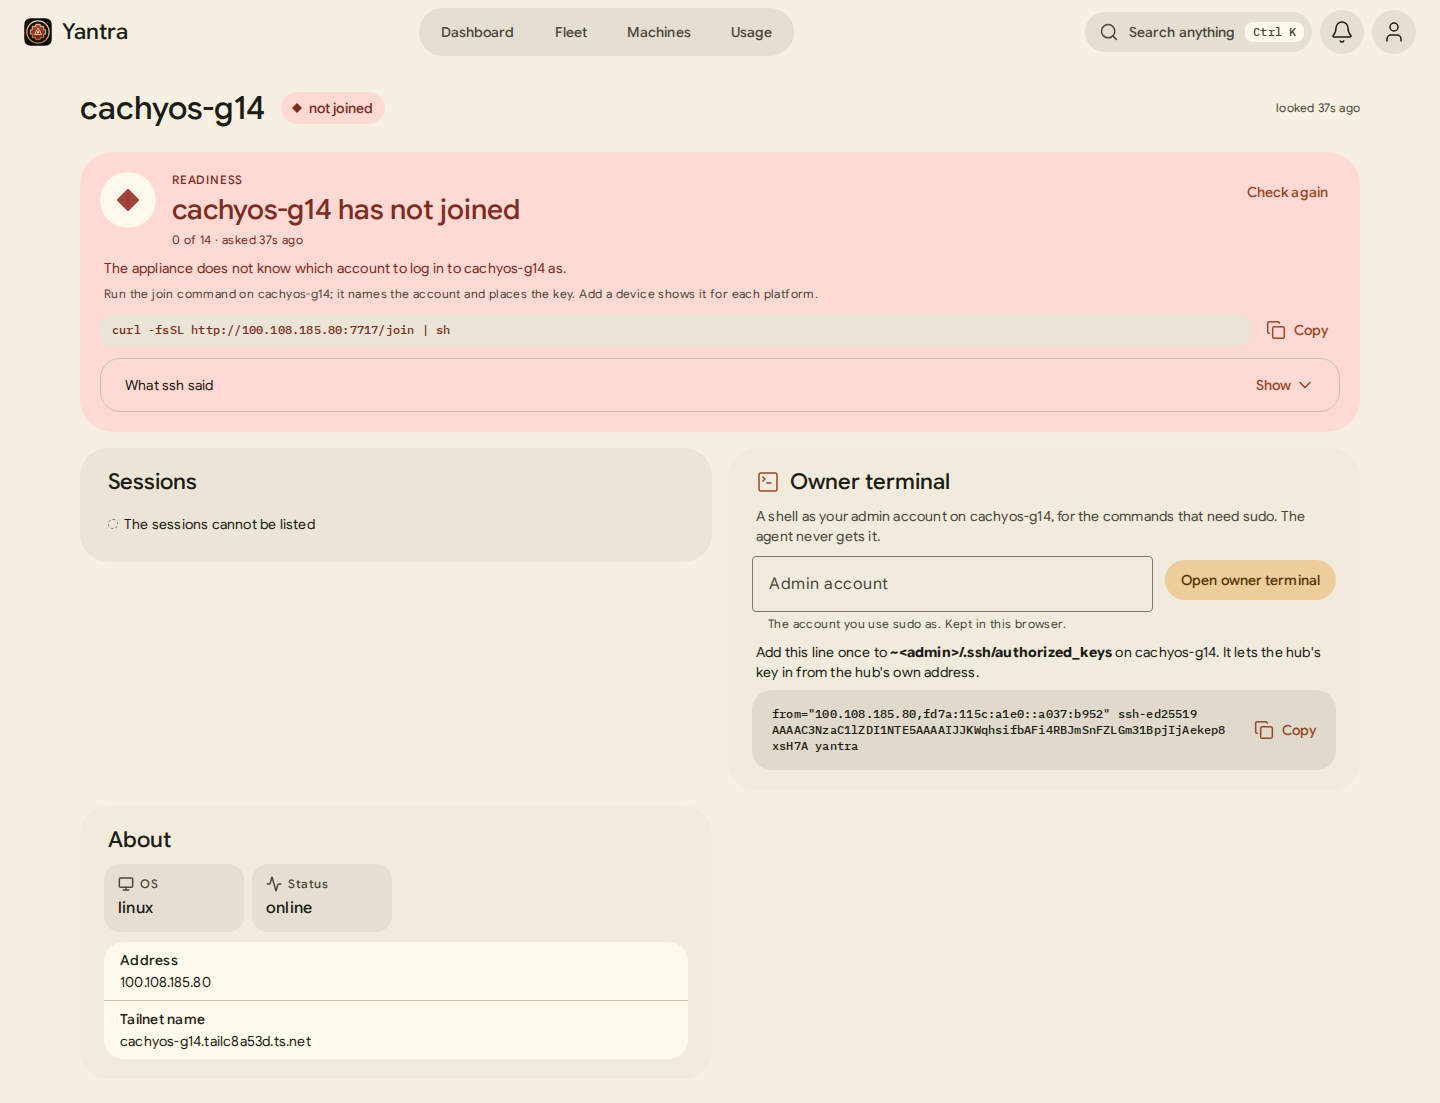 Yantra
Dashboard
Fleet
Machines
Usage
Search anything
Ctrl K
cachyos-g14
not joined
looked 37s ago
READINESS
cachyos-g14 has not joined
0 of 14 · asked 37s ago
Check again
The appliance does not know which account to log in to cachyos-g14 as.
Run the join command on cachyos-g14; it names the account and places the key. Add a device shows it for each platform.
curl -fsSL http://100.108.185.80:7717/join | sh
Copy
What ssh said
Show
Sessions
The sessions cannot be listed
Owner terminal
A shell as your admin account on cachyos-g14, for the commands that need sudo. The
agent never gets it.
Admin account
Open owner terminal
The account you use sudo as. Kept in this browser.
Add this line once to ~<admin>/.ssh/authorized_keys on cachyos-g14. It lets the hub's
key in from the hub's own address.
from="100.108.185.80,fd7a:115c:a1e0::a037:b952" ssh-ed25519
AAAAC3NzaC1lZDI1NTE5AAAAIJJKWqhsifbAFi4RBJmSnFZLGm31BpjIjAekep8
xsH7A yantra
Copy
About
OS
linux
Status
online
Address
100.108.185.80
Tailnet name
cachyos-g14.tailc8a53d.ts.net